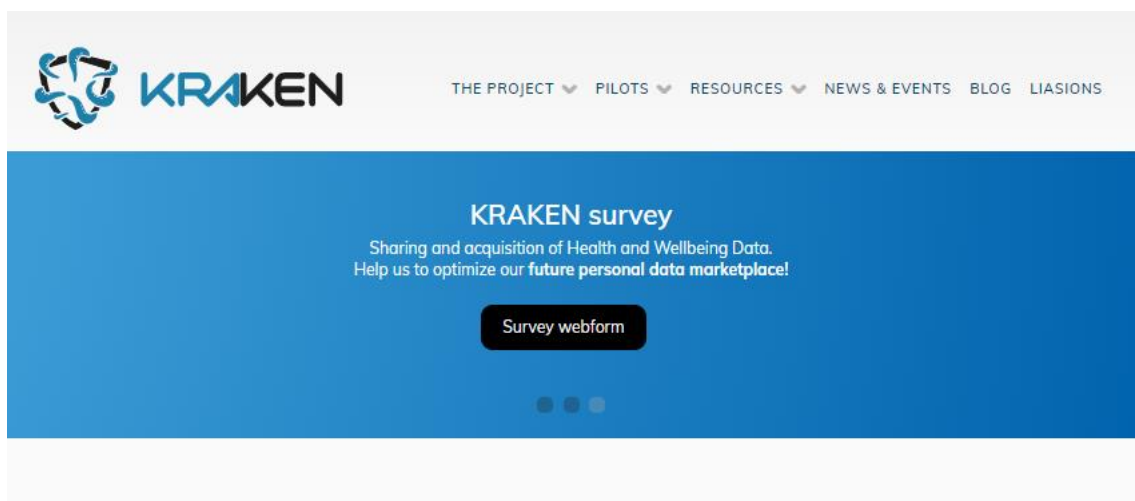 KRAKEN
THE PROJECT PILOTS RESOURCES NEWS & EVENTS BLOG LIASIONS
KRAKEN survey
Sharing and acquisition of Health and Wellbeing Data.
Help us to optimize our future personal data marketplace!
Survey webform